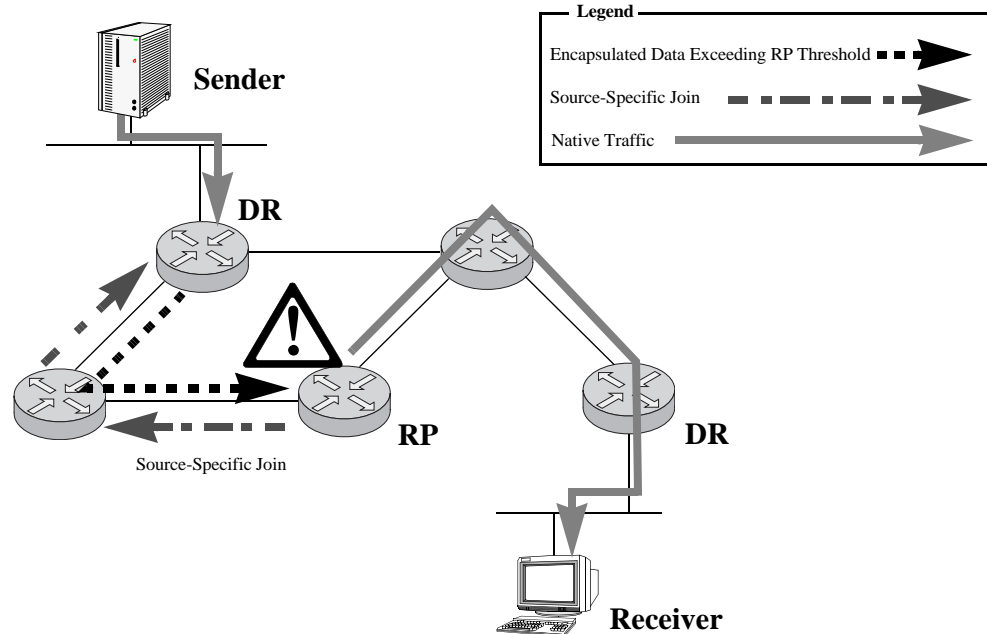 Legend
Encapsulated Data Exceeding RP Threshold
Source-Specific Join
Native Traffic
Sender
DR
RP
DR
Source-Specific Join
Receiver